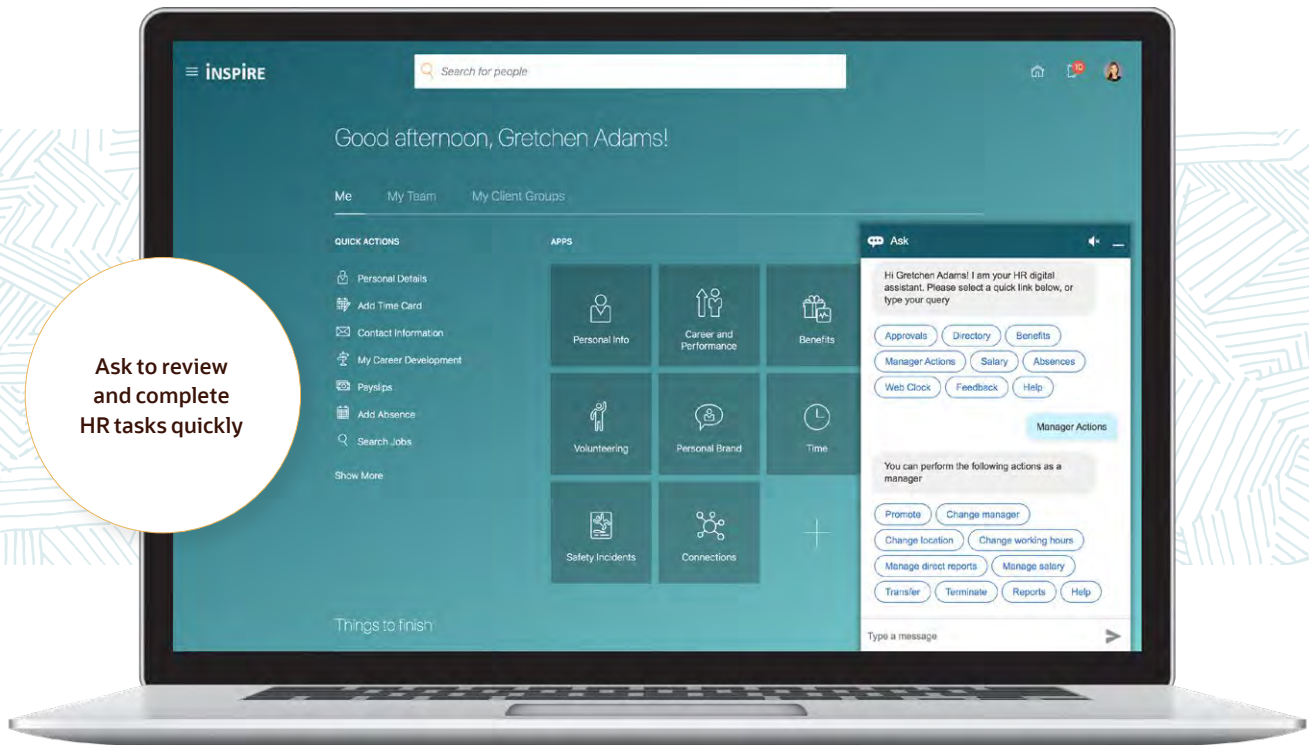 Ask to review
and complete
HR tasks quickly
iNSPiRE
Search for people
10
Good afternoon, Gretchen Adams!
Me My Team My Client Groups
QUICK ACTIONS
Personal Details
Add Time Card
Contact Information
My Career Development
Payslips
Add Absence
Search Jobs
Show More
APPS
Personal Info
Career and
Performance
Benefits
Volunteering
Personal Brand
Time
Safety Incidents
Connections
Things to finish
Ask
Hi Gretchen Adams! I am your HR digital
assistant. Please select a quick link below, or
type your query
Approvals Directory Benefits
Manager Actions Salary Absences
Web Clock Feedback Help
Manager Actions
You can perform the following actions as a
manager
Promote Change manager
Change location Change working hours
Manage direct reports Manage salary
Transfer Terminate Reports Help
Type a message